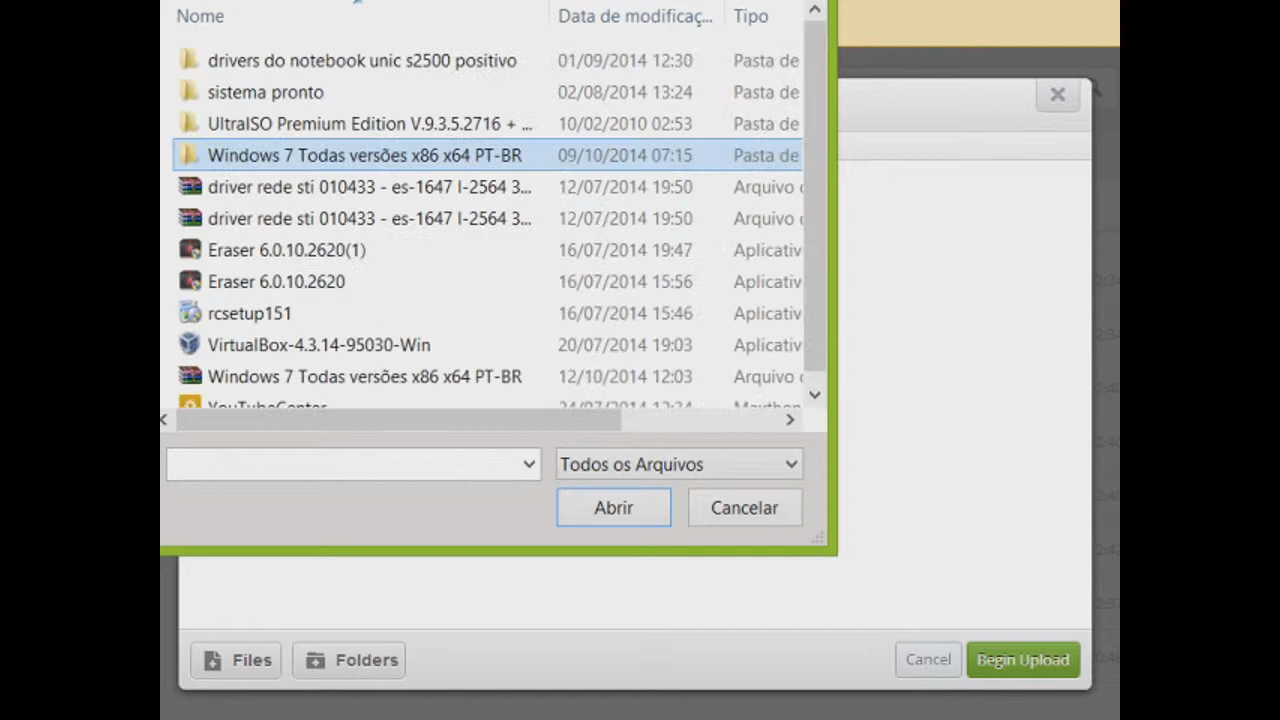 Nome Data de modificaç... Tipo
drivers do notebook unic s2500 positivo 01/09/2014 12:30 Pasta de
sistema pronto 02/08/2014 13:24 Pasta de
UltraISO Premium Edition V.9.3.5.2716 + ... 10/02/2010 02:53 Pasta de
Windows 7 Todas versões x86 x64 PT-BR 09/10/2014 07:15 Pasta de
driver rede sti 010433 - es-1647 l-2564 3... 12/07/2014 19:50 Arquivo
driver rede sti 010433 - es-1647 l-2564 3... 12/07/2014 19:50 Arquivo
Eraser 6.0.10.2620(1) 16/07/2014 19:47 Aplicativ
Eraser 6.0.10.2620 16/07/2014 15:56 Aplicativ
rcsetup151 16/07/2014 15:46 Aplicativ
VirtualBox-4.3.14-95030-Win 20/07/2014 19:03 Aplicativ
Windows 7 Todas versões x86 x64 PT-BR 12/10/2014 12:03 Arquivo
YouTubeCenter
Todos os Arquivos
Abrir Cancelar
Files Folders Cancel Begin Upload